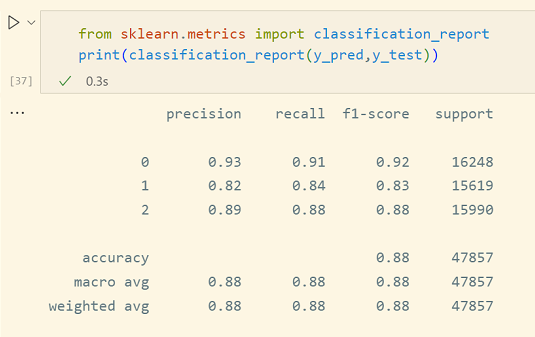 from sklearn.metrics import classification_report
print(classification_report(y_pred,y_test))
[37] ✓ 0.3s
... precision recall f1-score support
0 0.93 0.91 0.92 16248
1 0.82 0.84 0.83 15619
2 0.89 0.88 0.88 15990
accuracy 0.88 47857
macro avg 0.88 0.88 0.88 47857
weighted avg 0.88 0.88 0.88 47857